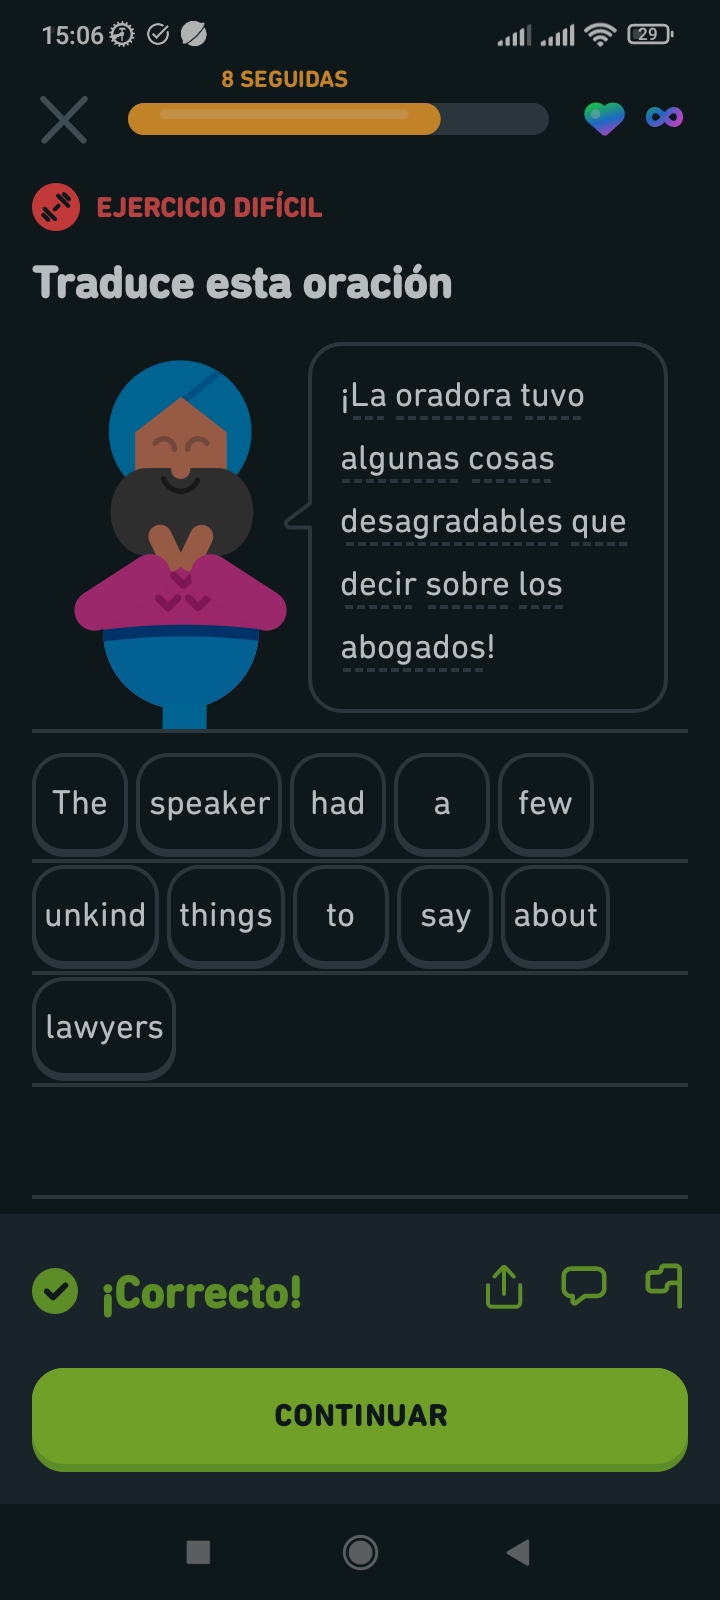 15:06
29
8 SEGUIDAS
EJERCICIO DIFÍCIL
Traduce esta oración
¡La oradora tuvo
algunas cosas
desagradables que
decir sobre los
abogados!
The speaker had a few
unkind things to say about
lawyers
¡Correcto!
CONTINUAR